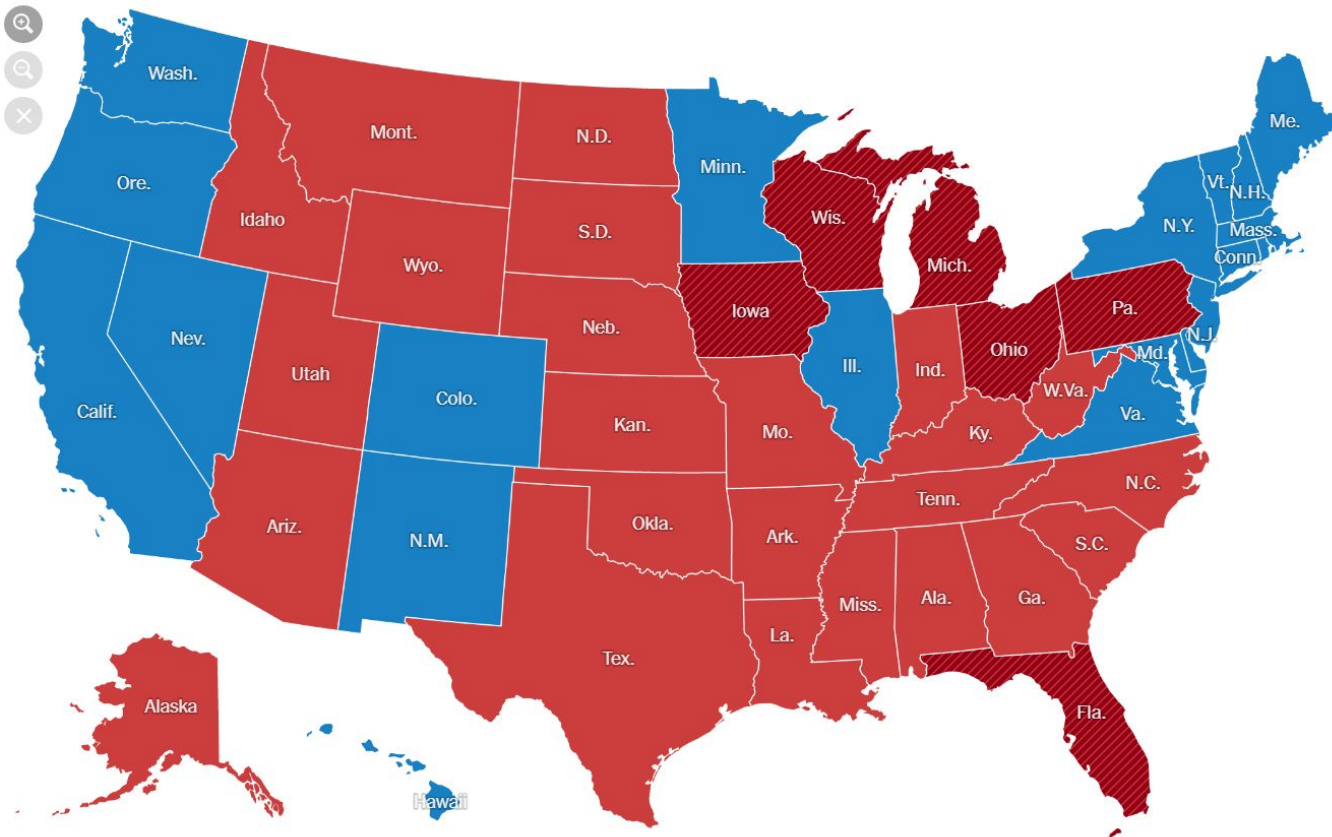 Wash.
Mont.
N.D.
Minn.
Me.
Ore.
Idaho
S.D.
Wis.
Vt.
N.H.
N.Y.
Mass.
Wyo.
Mich.
Conn.
Iowa
Pa.
Neb.
Nev.
N.J.
Ohio
Md.
Utah
Ill.
Ind.
Colo.
W.Va.
Calif.
Va.
Kan.
Mo.
Ky.
N.C.
Tenn.
Okla.
Ariz.
Ark.
N.M.
S.C.
Miss.
Ala.
Ga.
La.
Tex.
Alaska
Fla.
Hawaii